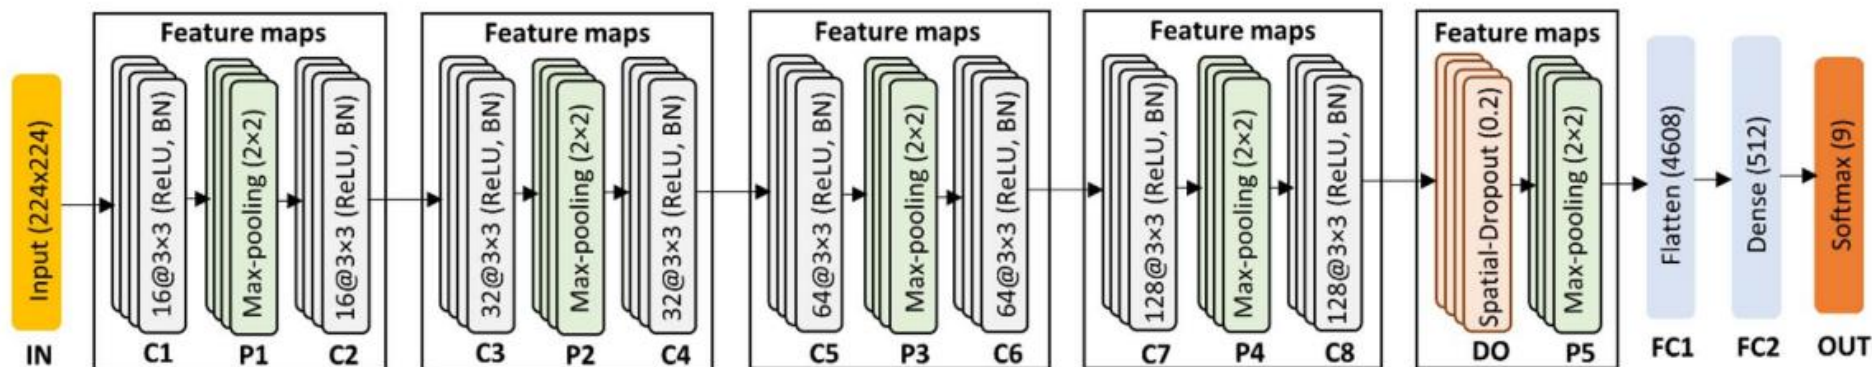 Input (224x224)
IN
Feature maps
16@3×3 (ReLU, BN)
Max-pooling (2×2)
16@3×3 (ReLU, BN)
C1
P1
C2
Feature maps
32@3×3 (ReLU, BN)
Max-pooling (2×2)
32@3×3 (ReLU, BN)
C3
P2
C4
Feature maps
64@3×3 (ReLU, BN)
Max-pooling (2×2)
64@3×3 (ReLU, BN)
C5
P3
C6
Feature maps
128@3×3 (ReLU, BN)
Max-pooling (2×2)
128@3×3 (ReLU, BN)
C7
P4
C8
Feature maps
Spatial-Dropout (0.2)
Max-pooling (2×2)
DO
P5
Flatten (4608)
FC1
Dense (512)
FC2
Softmax (9)
OUT